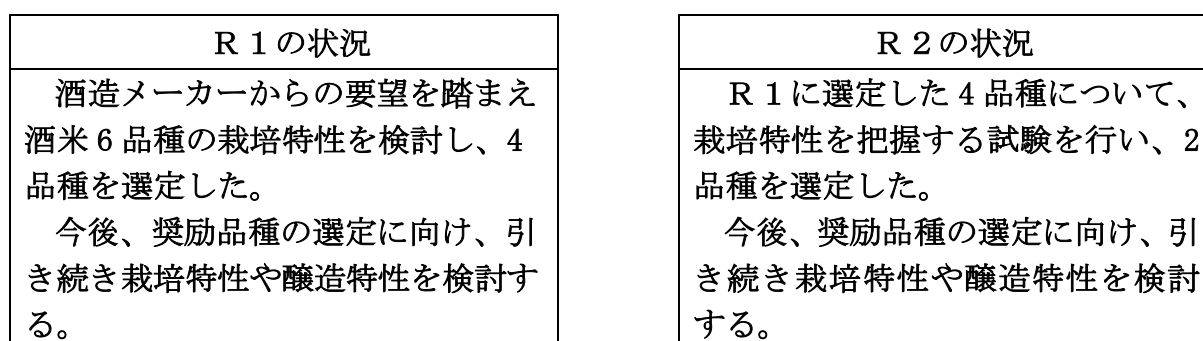 Ｒ１の状況
酒造メーカーからの要望を踏まえ
酒米6品種の栽培特性を検討し、4
品種を選定した。
今後、奨励品種の選定に向け、引
き続き栽培特性や醸造特性を検討す
る。
Ｒ２の状況
Ｒ１に選定した4品種について、
栽培特性を把握する試験を行い、2
品種を選定した。
今後、奨励品種の選定に向け、引
き続き栽培特性や醸造特性を検討
する。